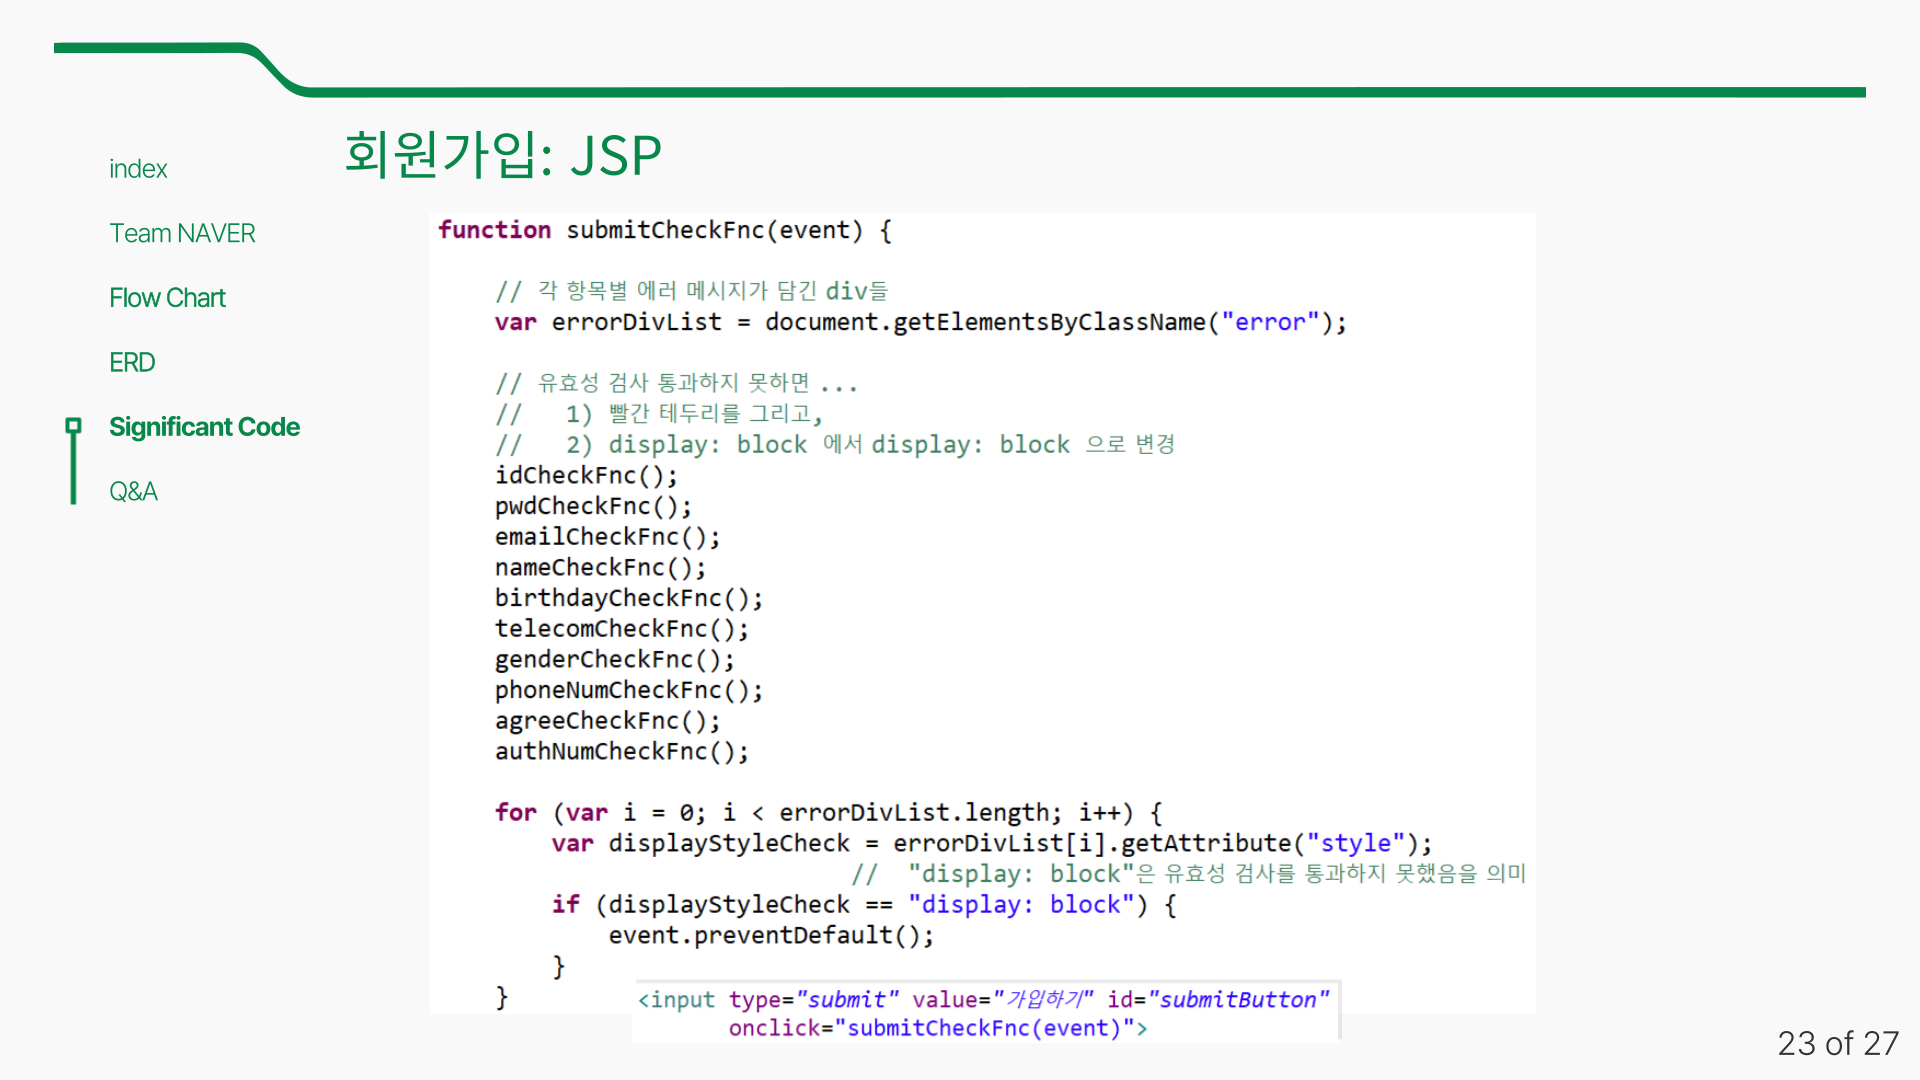 index
Team NAVER
Flow Chart
ERD
Significant Code
Q&A
회원가입: JSP
function submitCheckFnc(event) {
// 각 항목별 에러 메시지가 담긴 div들
var errorDivList = document.getElementsByClassName("error");
// 유효성 검사 통과하지 못하면 ...
//   1) 빨간 테두리를 그리고,
//   2) display: block 에서 display: block 으로 변경
idCheckFnc();
pwdCheckFnc();
emailCheckFnc();
nameCheckFnc();
birthdayCheckFnc();
telecomCheckFnc();
genderCheckFnc();
phoneNumCheckFnc();
agreeCheckFnc();
authNumCheckFnc();
for (var i = 0; i < errorDivList.length; i++) {
var displayStyleCheck = errorDivList[i].getAttribute("style");
//  "display: block"은 유효성 검사를 통과하지 못했음을 의미
if (displayStyleCheck == "display: block") {
event.preventDefault();
}
}
<input type="submit" value="가입하기" id="submitButton"
onclick="submitCheckFnc(event)">
23 of 27